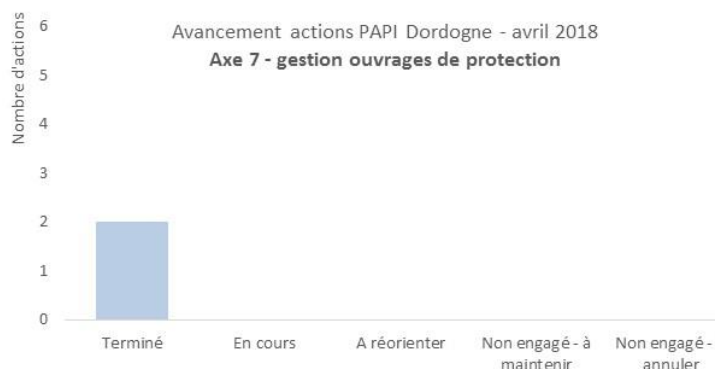 Avancement actions PAPI Dordogne - avril 2018
Axe 7 - gestion ouvrages de protection
Nombre d'actions
6
5
4
3
2
1
0
Terminé
En cours
A réorienter
Non engagé - à
maintenir
Non engagé -
annuler